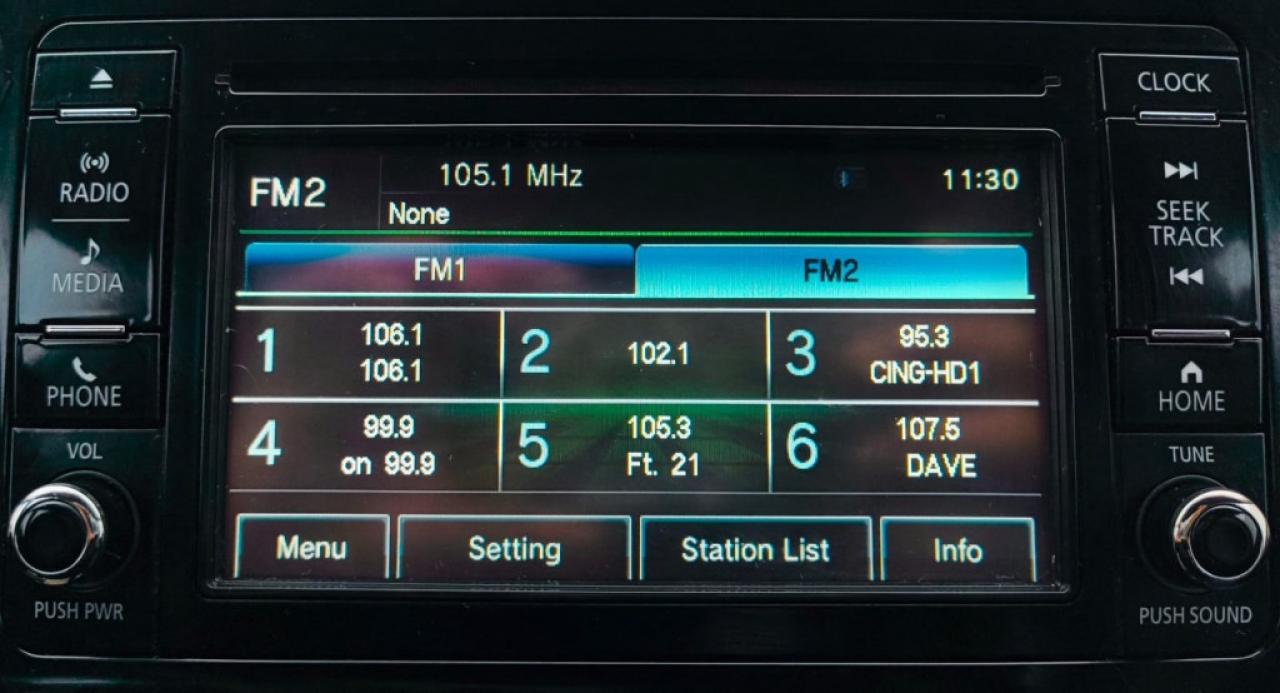 RADIO
MEDIA
PHONE
VOL
PUSH PWR
FM2
105.1 MHz
11:30
None
FM1
FM2
1
106.1
106.1
2
102.1
3
95.3
CING-HD1
4
99.9
on 99.9
5
105.3
Ft. 21
6
107.5
DAVE
Menu
Setting
Station List
Info
CLOCK
SEEK
TRACK
HOME
TUNE
PUSH SOUND